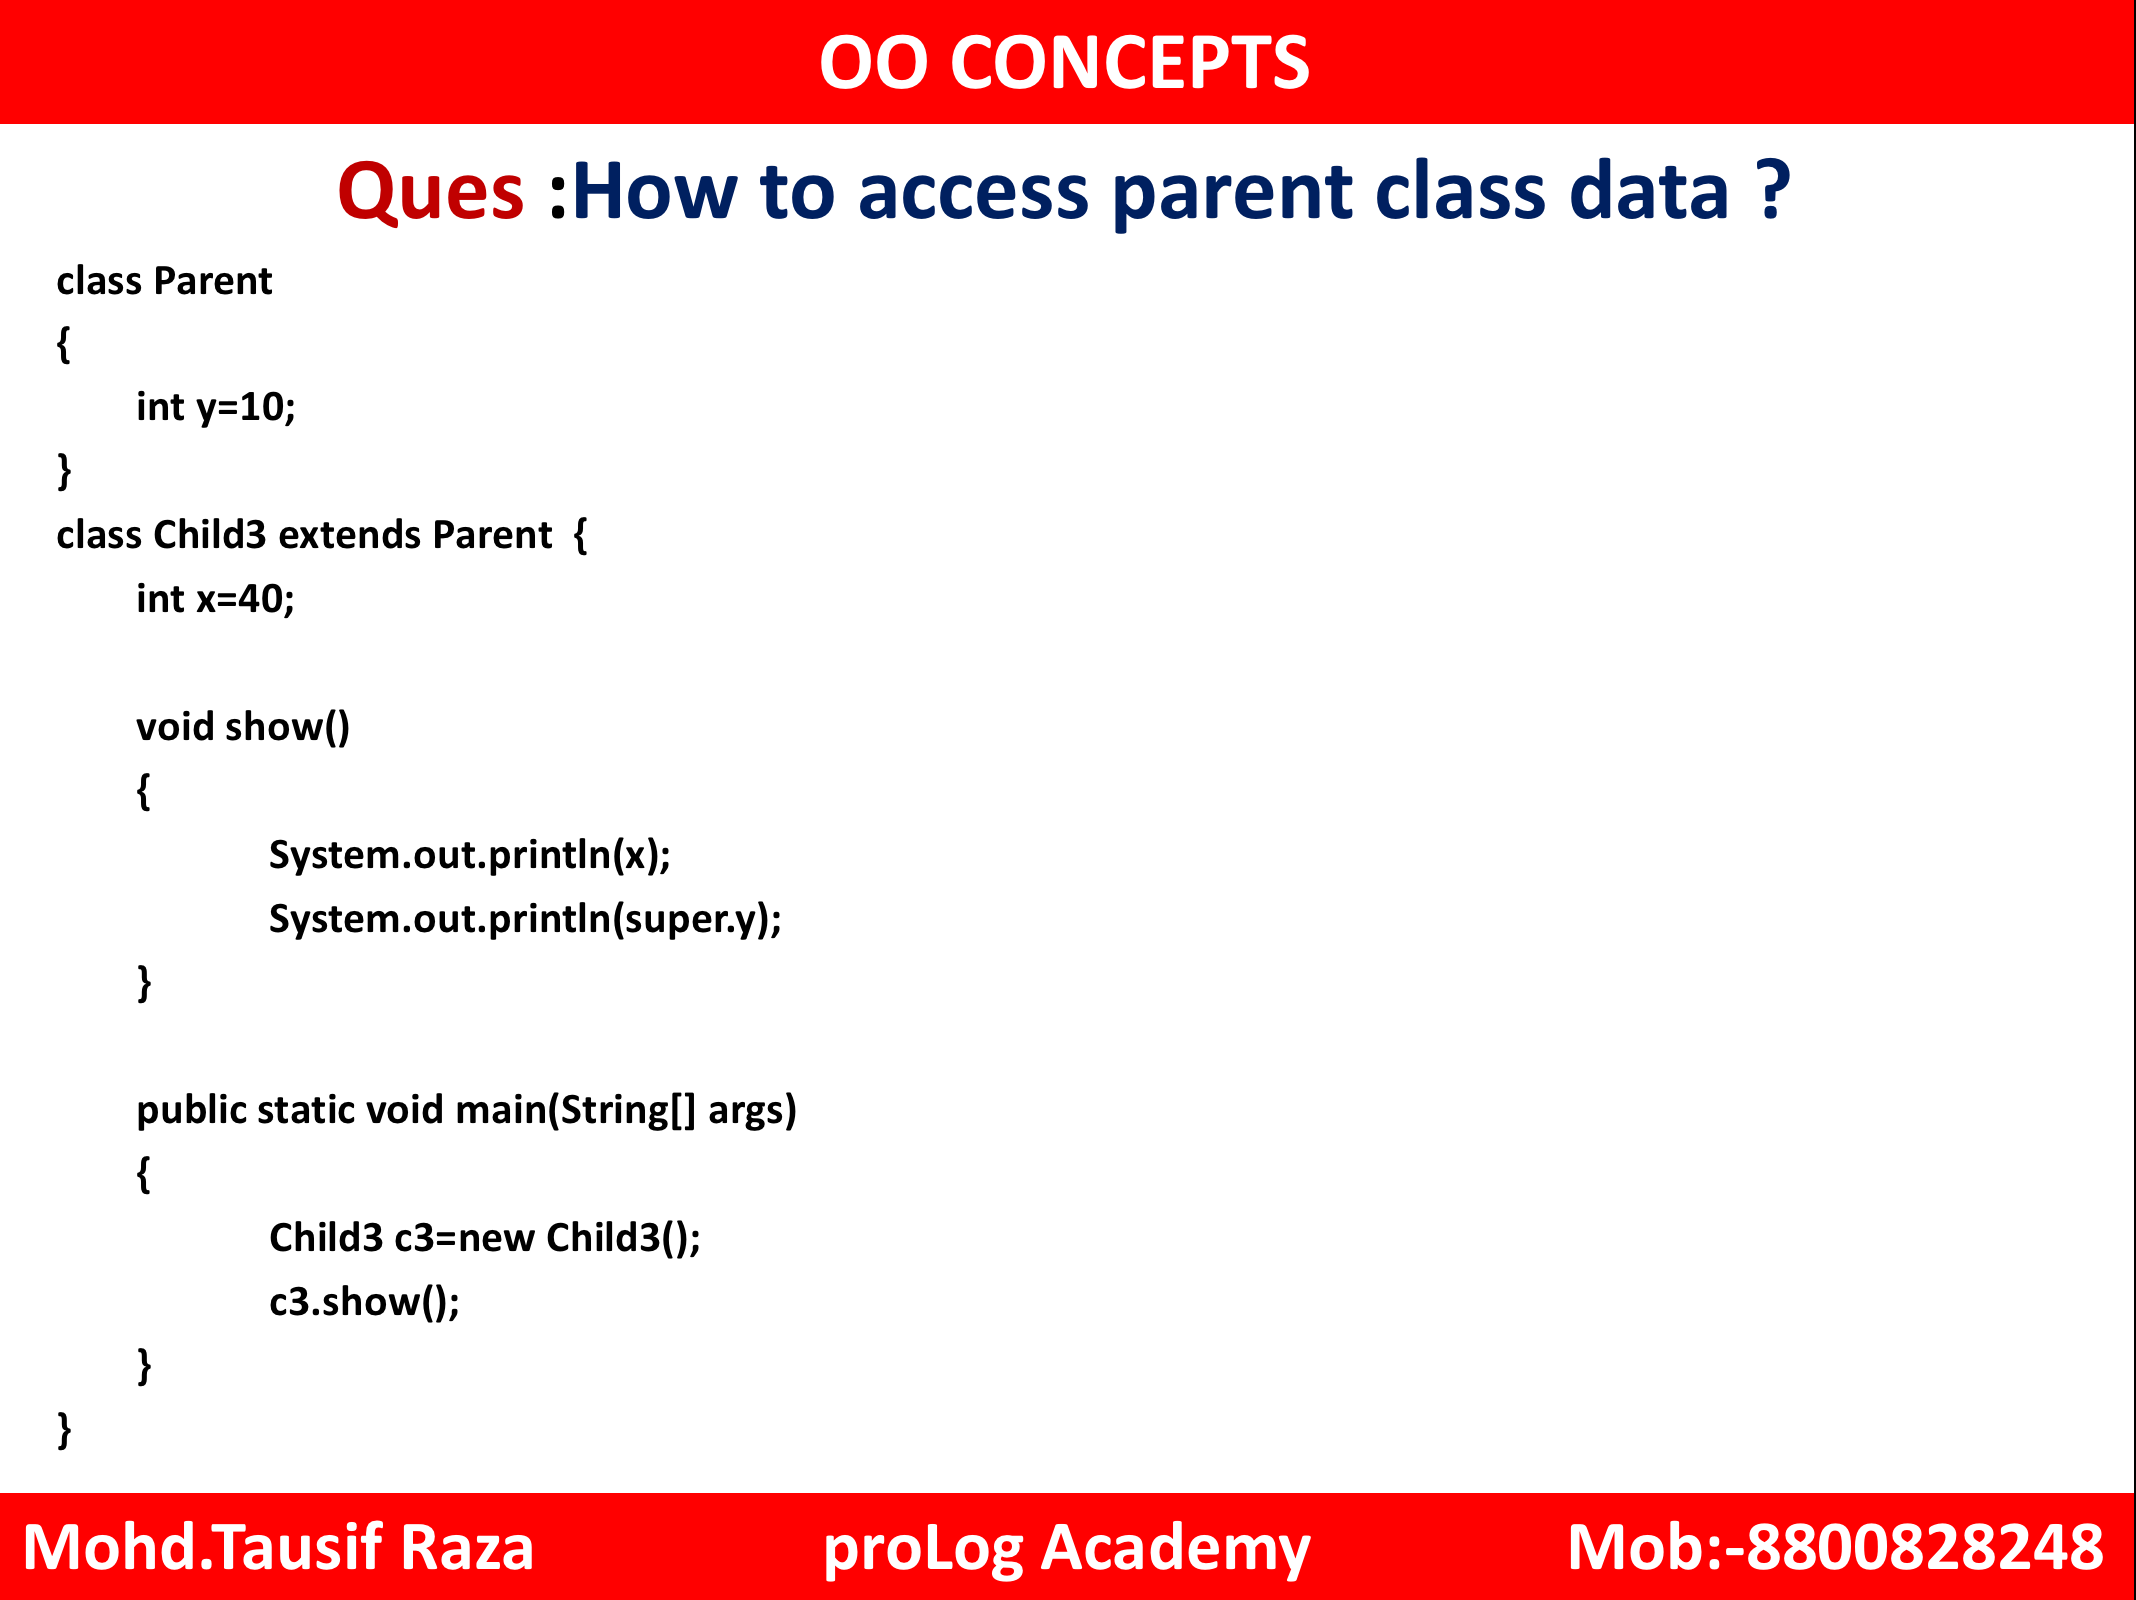 OO CONCEPTS
Ques :How to access parent class data ?
class Parent
{
int y=10;
}
class Child3 extends Parent  {
int x=40;
void show()
{
System.out.println(x);
System.out.println(super.y);
}
public static void main(String[] args)
{
Child3 c3=new Child3();
c3.show();
}
}
Mohd.Tausif Raza proLog Academy Mob:-8800828248